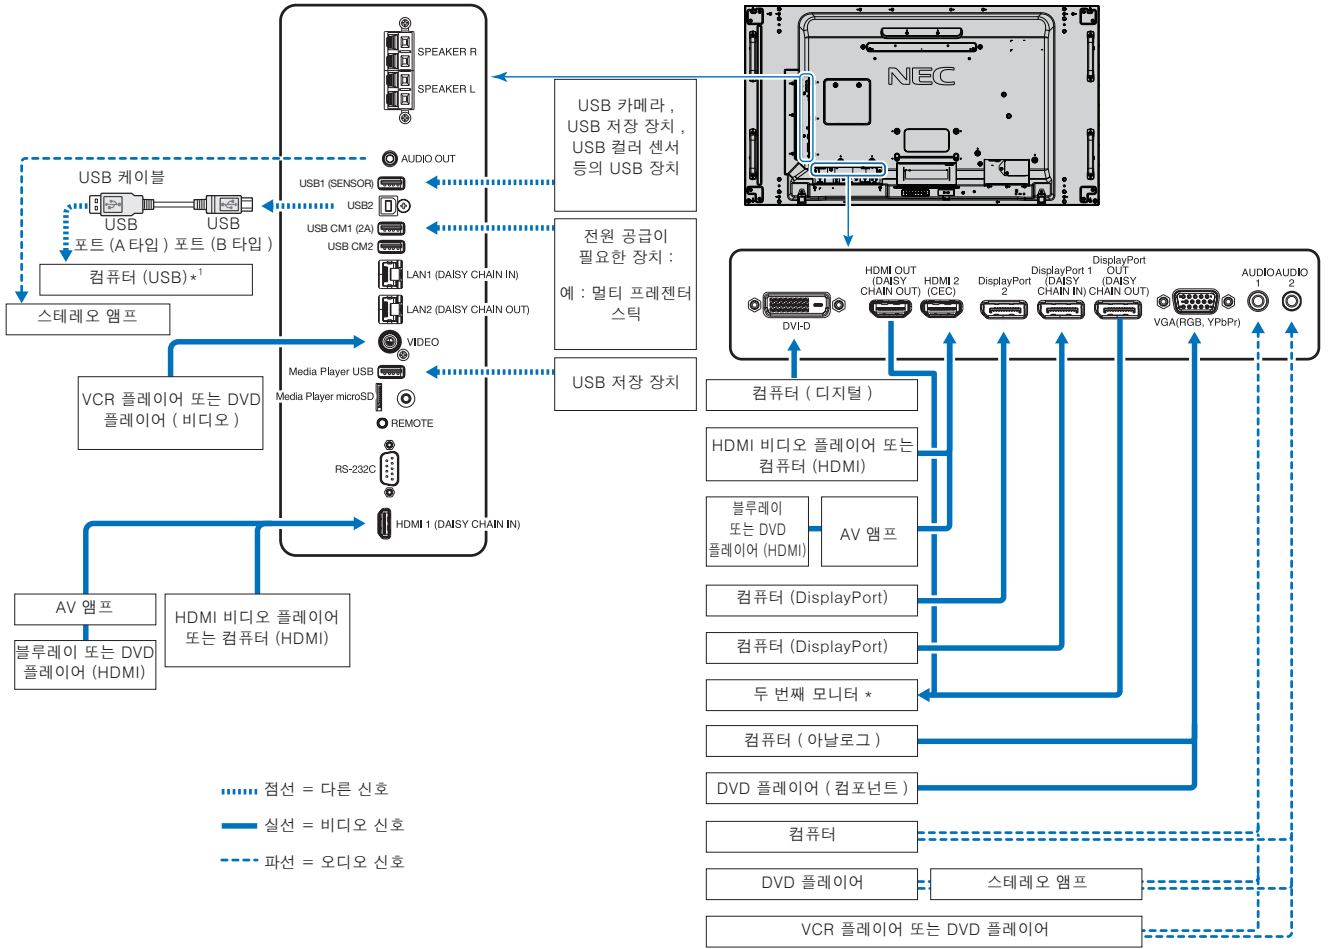 SPEAKER R
SPEAKER L
AUDIO OUT
USB1 (SENSOR)
USB2
USB CM1 (2A)
USB CM2
LAN1 (DAISY CHAIN IN)
LAN2 (DAISY CHAIN OUT)
VIDEO
Media Player USB
Media Player microSD
REMOTE
RS-232C
HDMI 1 (DAISY CHAIN IN)
USB 케이블
USB
포트 (A 타입 )
USB
포트 (B 타입 )
컴퓨터 (USB) *1
스테레오 앰프
VCR 플레이어 또는 DVD
플레이어 ( 비디오 )
AV 앰프
블루레이 또는 DVD
플레이어 (HDMI)
HDMI 비디오 플레이어
또는 컴퓨터 (HDMI)
USB 카메라 ,
USB 저장 장치 ,
USB 컬러 센서
등의 USB 장치
전원 공급이
필요한 장치 :
예 : 멀티 프레젠터
스틱
USB 저장 장치
NEC
DVI-D
HDMI OUT
(DAISY
CHAIN OUT)
HDMI 2
(CEC)
DisplayPort
2
DisplayPort 1
(DAISY
CHAIN IN)
DisplayPort
OUT
(DAISY
CHAIN OUT)
VGA(RGB, YPbPr)
AUDIO
1
AUDIO
2
컴퓨터 ( 디지털 )
HDMI 비디오 플레이어 또는
컴퓨터 (HDMI)
블루레이
또는 DVD
플레이어 (HDMI)
AV 앰프
컴퓨터 (DisplayPort)
컴퓨터 (DisplayPort)
두 번째 모니터 *
컴퓨터 ( 아날로그 )
DVD 플레이어 ( 컴포넌트 )
컴퓨터
DVD 플레이어
스테레오 앰프
VCR 플레이어 또는 DVD 플레이어
점선 = 다른 신호
실선 = 비디오 신호
파선 = 오디오 신호